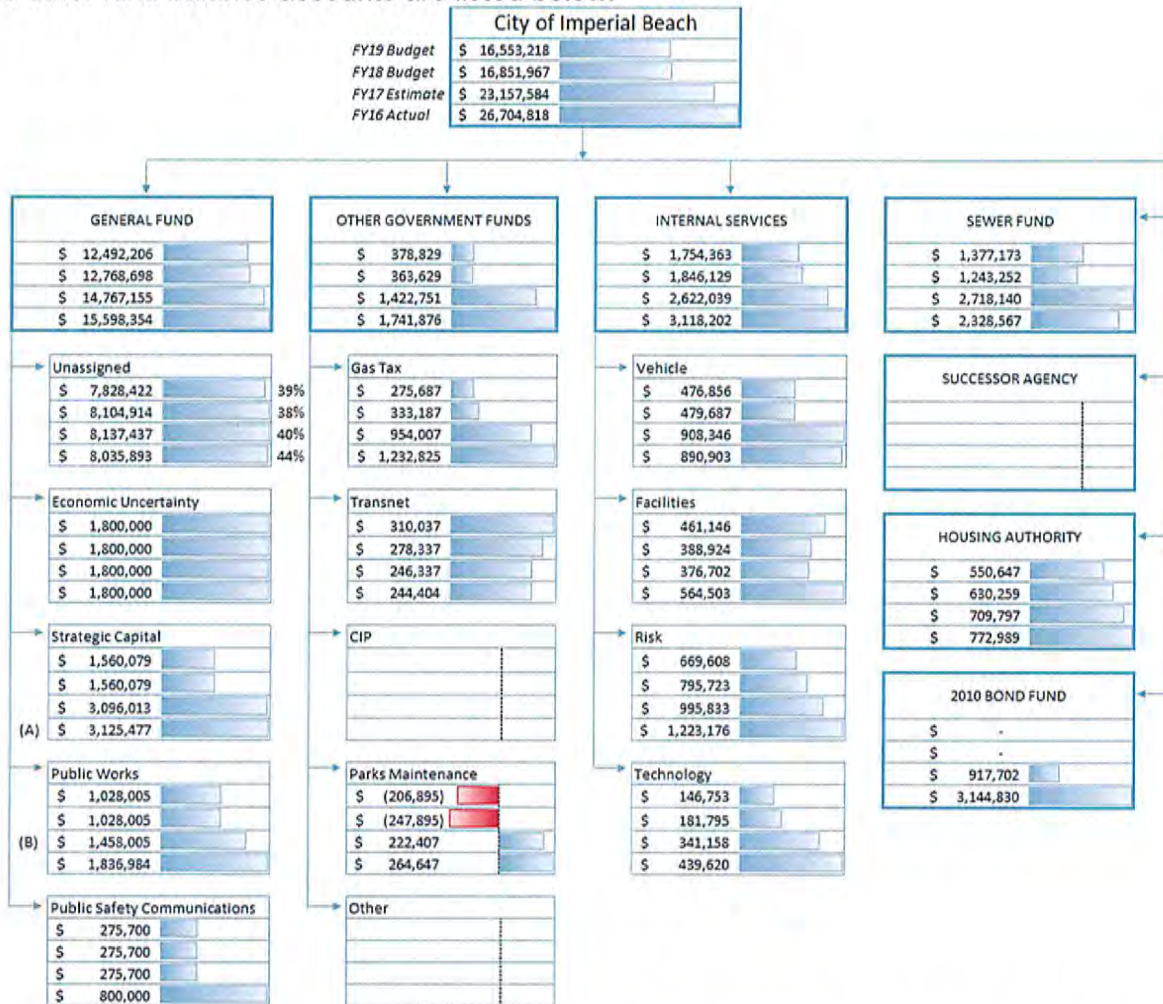 City of Imperial Beach
FY19 Budget $ 16,553,218
FY18 Budget $ 16,851,967
FY17 Estimate $ 23,157,584
FY16 Actual $ 26,704,818
GENERAL FUND
$ 12,492,206
$ 12,768,698
$ 14,767,155
$ 15,598,354
Unassigned
$ 7,828,422 39%
$ 8,104,914 38%
$ 8,137,437 40%
$ 8,035,893 44%
Economic Uncertainty
$ 1,800,000
$ 1,800,000
$ 1,800,000
$ 1,800,000
Strategic Capital
$ 1,560,079
$ 1,560,079
$ 3,096,013
(A) $ 3,125,477
Public Works
$ 1,028,005
$ 1,028,005
(B) $ 1,458,005
$ 1,836,984
Public Safety Communications
$ 275,700
$ 275,700
$ 275,700
$ 800,000
OTHER GOVERNMENT FUNDS
$ 378,829
$ 363,629
$ 1,422,751
$ 1,741,876
Gas Tax
$ 275,687
$ 333,187
$ 954,007
$ 1,232,825
Transnet
$ 310,037
$ 278,337
$ 246,337
$ 244,404
CIP
Parks Maintenance
$ (206,895)
$ (247,895)
$ 222,407
$ 264,647
Other
INTERNAL SERVICES
$ 1,754,363
$ 1,846,129
$ 2,622,039
$ 3,118,202
Vehicle
$ 476,856
$ 479,687
$ 908,346
$ 890,903
Facilities
$ 461,146
$ 388,924
$ 376,702
$ 564,503
Risk
$ 669,608
$ 795,723
$ 995,833
$ 1,223,176
Technology
$ 146,753
$ 181,795
$ 341,158
$ 439,620
SEWER FUND
$ 1,377,173
$ 1,243,252
$ 2,718,140
$ 2,328,567
SUCCESSOR AGENCY
HOUSING AUTHORITY
$ 550,647
$ 630,259
$ 709,797
$ 772,989
2010 BOND FUND
$ -
$ -
$ 917,702
$ 3,144,830